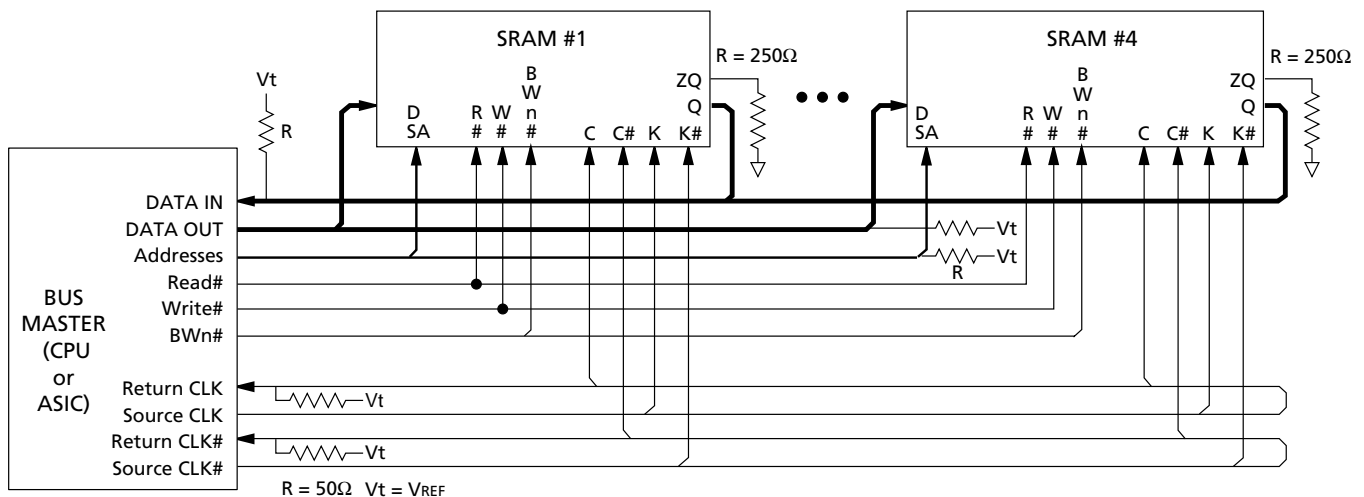 SRAM #1
R = 250Ω
Vt
R
D
SA
R
#
W
#
B
W
n
#
C
C#
K
K#
ZQ
Q
SRAM #4
R = 250Ω
D
SA
R
#
W
#
B
W
n
#
C
C#
K
K#
ZQ
Q
BUS
MASTER
(CPU
or
ASIC)
DATA IN
DATA OUT
Addresses
Read#
Write#
BWn#
Return CLK
Source CLK
Return CLK#
Source CLK#
Vt
Vt
R
Vt
Vt
R = 50Ω Vt = VREF